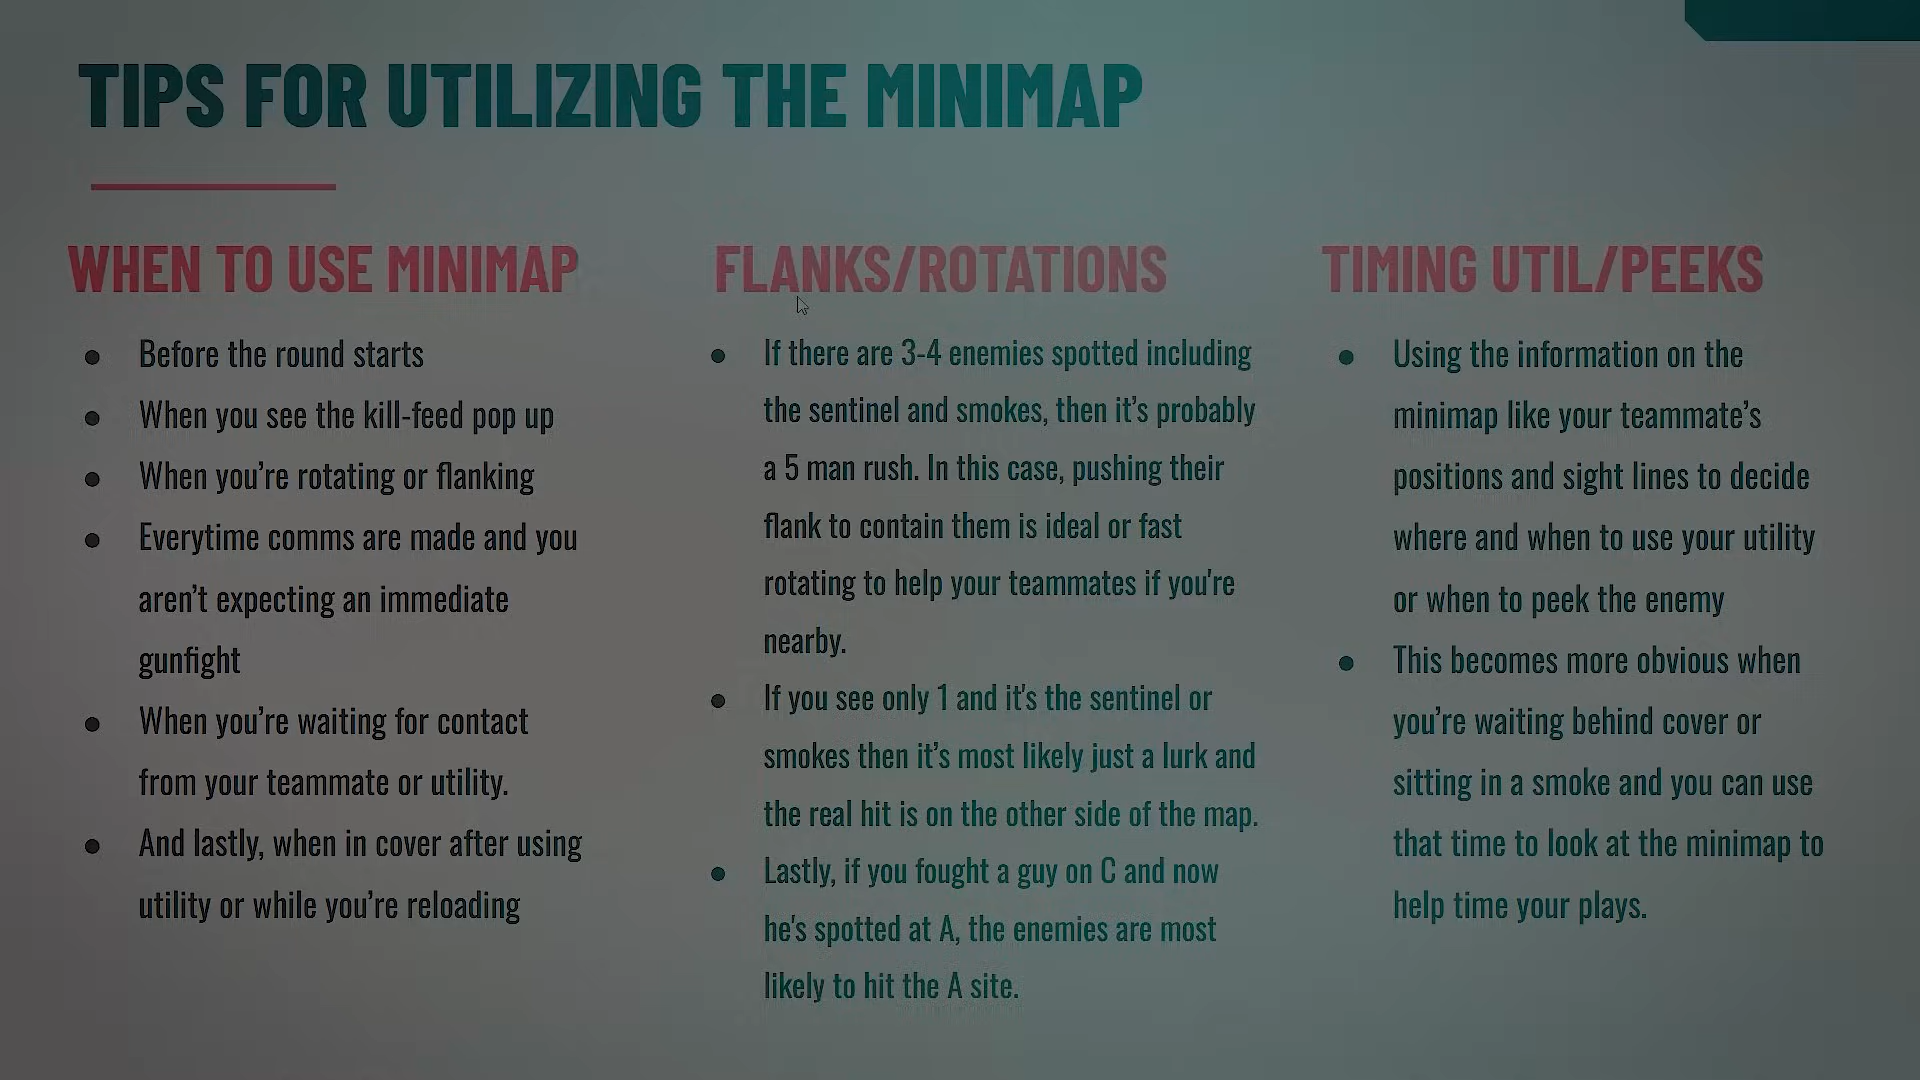 TIPS FOR UTILIZING THE MINIMAP
WHEN TO USE MINIMAP
● Before the round starts
● When you see the kill-feed pop up
● When you’re rotating or flanking
● Everytime comms are made and you
aren’t expecting an immediate
gunfight
● When you’re waiting for contact
from your teammate or utility.
● And lastly, when in cover after using
utility or while you’re reloading
FLANKS/ROTATIONS
● If there are 3-4 enemies spotted including
the sentinel and smokes, then it’s probably
a 5 man rush. In this case, pushing their
flank to contain them is ideal or fast
rotating to help your teammates if you're
nearby.
● If you see only 1 and it's the sentinel or
smokes then it’s most likely just a lurk and
the real hit is on the other side of the map.
● Lastly, if you fought a guy on C and now
he's spotted at A, the enemies are most
likely to hit the A site.
TIMING UTIL/PEEKS
● Using the information on the
minimap like your teammate’s
positions and sight lines to decide
where and when to use your utility
or when to peek the enemy
● This becomes more obvious when
you’re waiting behind cover or
sitting in a smoke and you can use
that time to look at the minimap to
help time your plays.